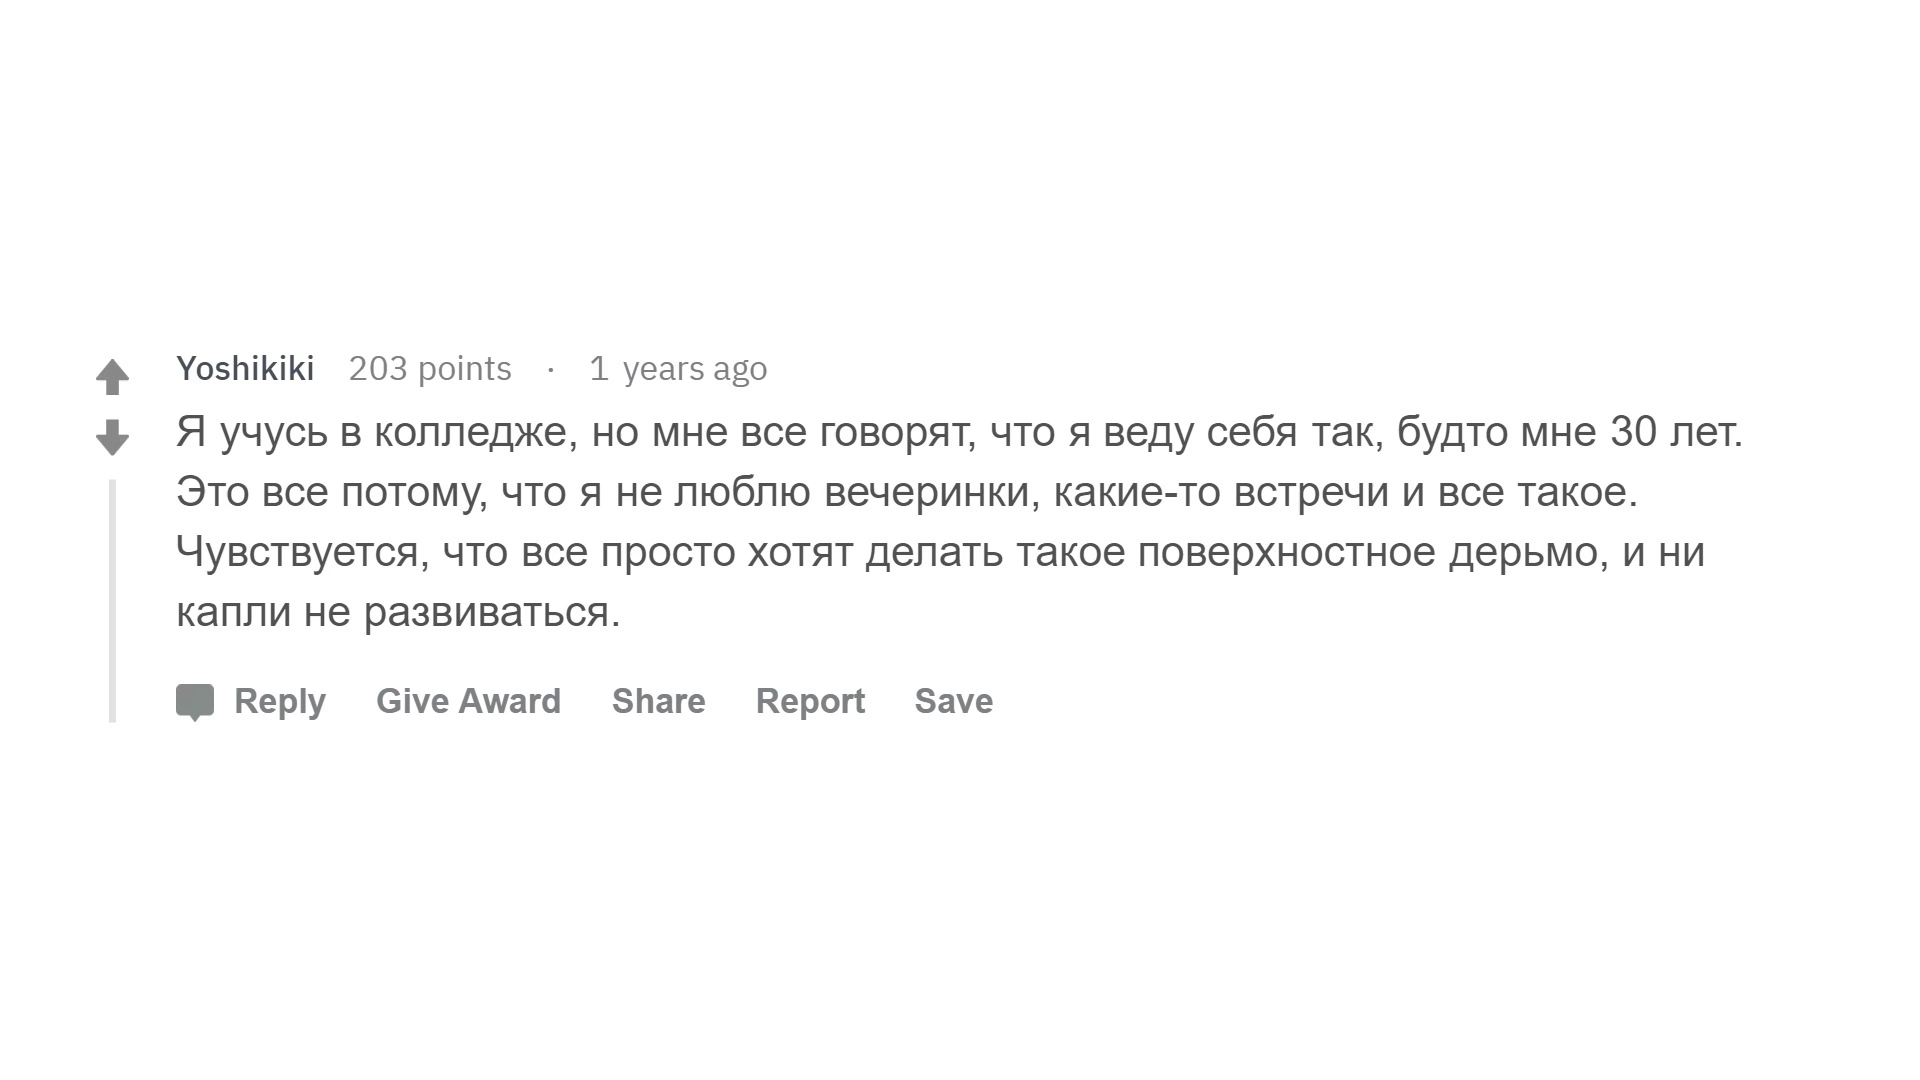 Yoshikiki 203 points · 1 years ago
Я учусь в колледже, но мне все говорят, что я веду себя так, будто мне 30 лет.
Это все потому, что я не люблю вечеринки, какие-то встречи и все такое.
Чувствуется, что все просто хотят делать такое поверхностное дерьмо, и ни
капли не развиваться.
Reply Give Award Share Report Save